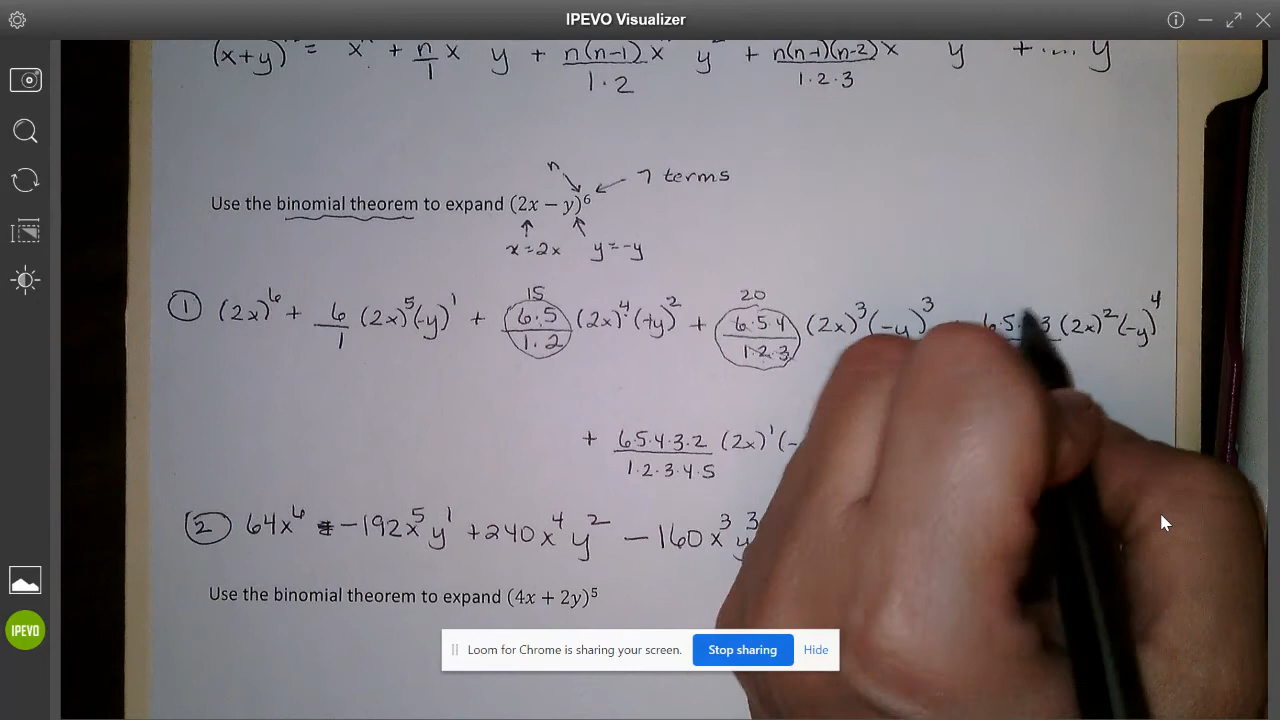 IPEVO Visualizer
(x+y) = x + n/1 x y + n(n-1)/1·2 x y + n(n-1)(n-2)/1·2·3 x y + .... y
n 7 terms
Use the binomial theorem to expand (2x − y)⁶
x=2x y=-y
15 20
① (2x)⁶ + 6/1 (2x)⁵(-y)¹ + 6·5/1·2 (2x)⁴(-y)² + 6·5·4/1·2·3 (2x)³(-y)³ (2x)²(-y)⁴
+ 6·5·4·3·2/1·2·3·4·5 (2x)¹(-
② 64x⁶ -192x⁵y¹ +240x⁴y² -160x³y³
Use the binomial theorem to expand (4x + 2y)⁵
IPEVO
Loom for Chrome is sharing your screen. Stop sharing Hide